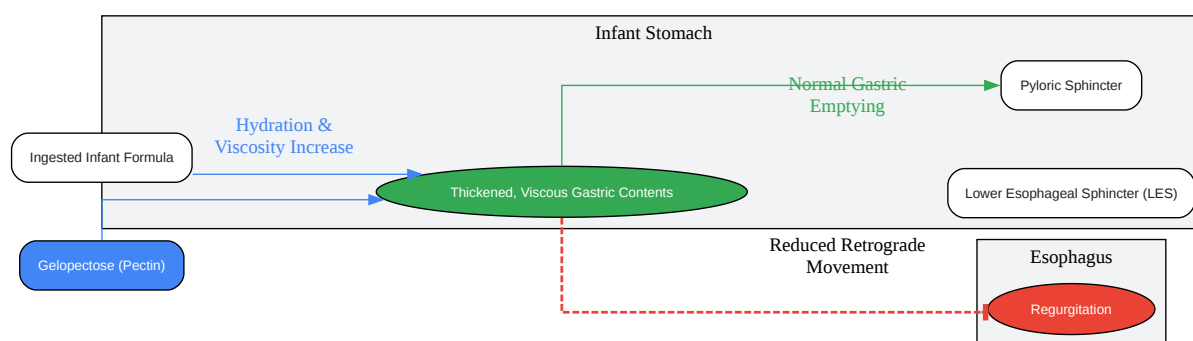 Infant Stomach
Normal Gastric
Emptying
Pyloric Sphincter
Hydration &
Viscosity Increase
Ingested Infant Formula
Thickened, Viscous Gastric Contents
Lower Esophageal Sphincter (LES)
Gelopectose (Pectin)
Reduced Retrograde
Movement
Esophagus
Regurgitation